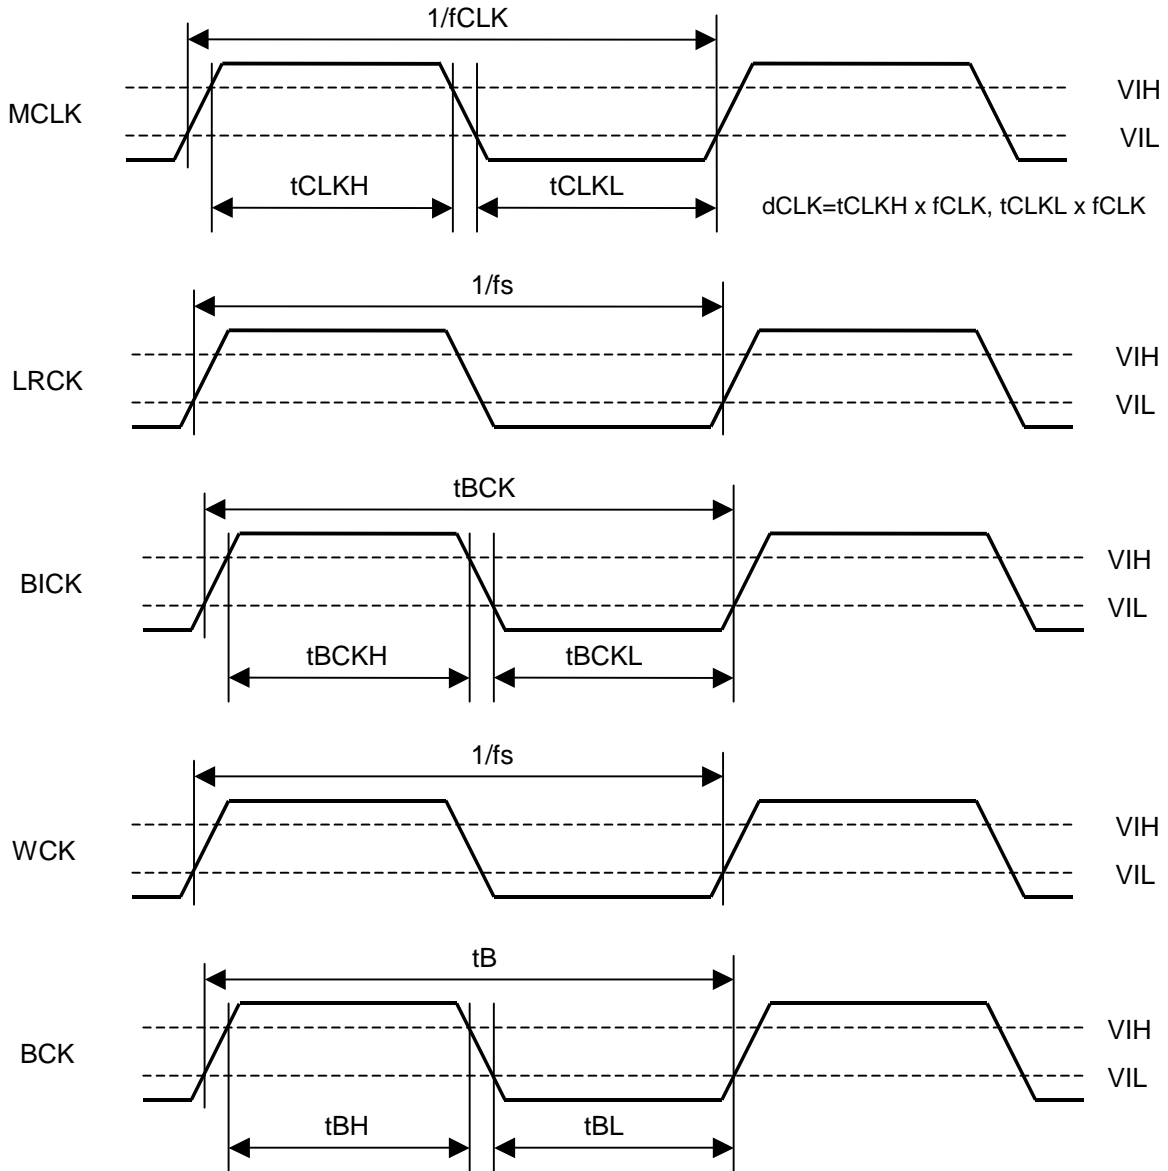 1/fCLK
MCLK
VIH
VIL
tCLKH
tCLKL
dCLK=tCLKH x fCLK, tCLKL x fCLK
1/fs
LRCK
VIH
VIL
tBCK
BICK
VIH
VIL
tBCKH
tBCKL
1/fs
WCK
VIH
VIL
tB
BCK
VIH
VIL
tBH
tBL